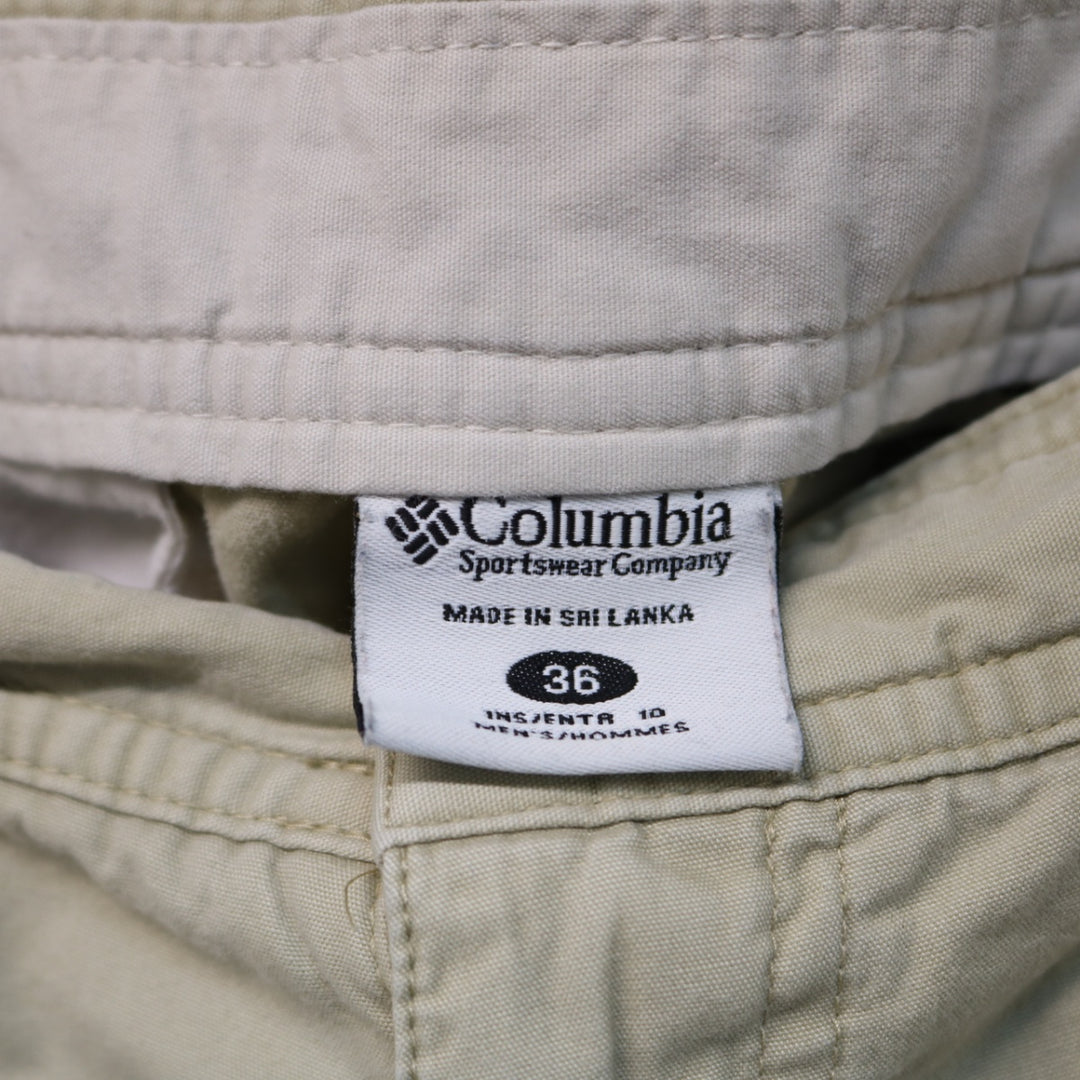 Columbia
Sportswear Company
MADE IN SRI LANKA
36
INS/ENTR 10
MEN'S/HOMMES